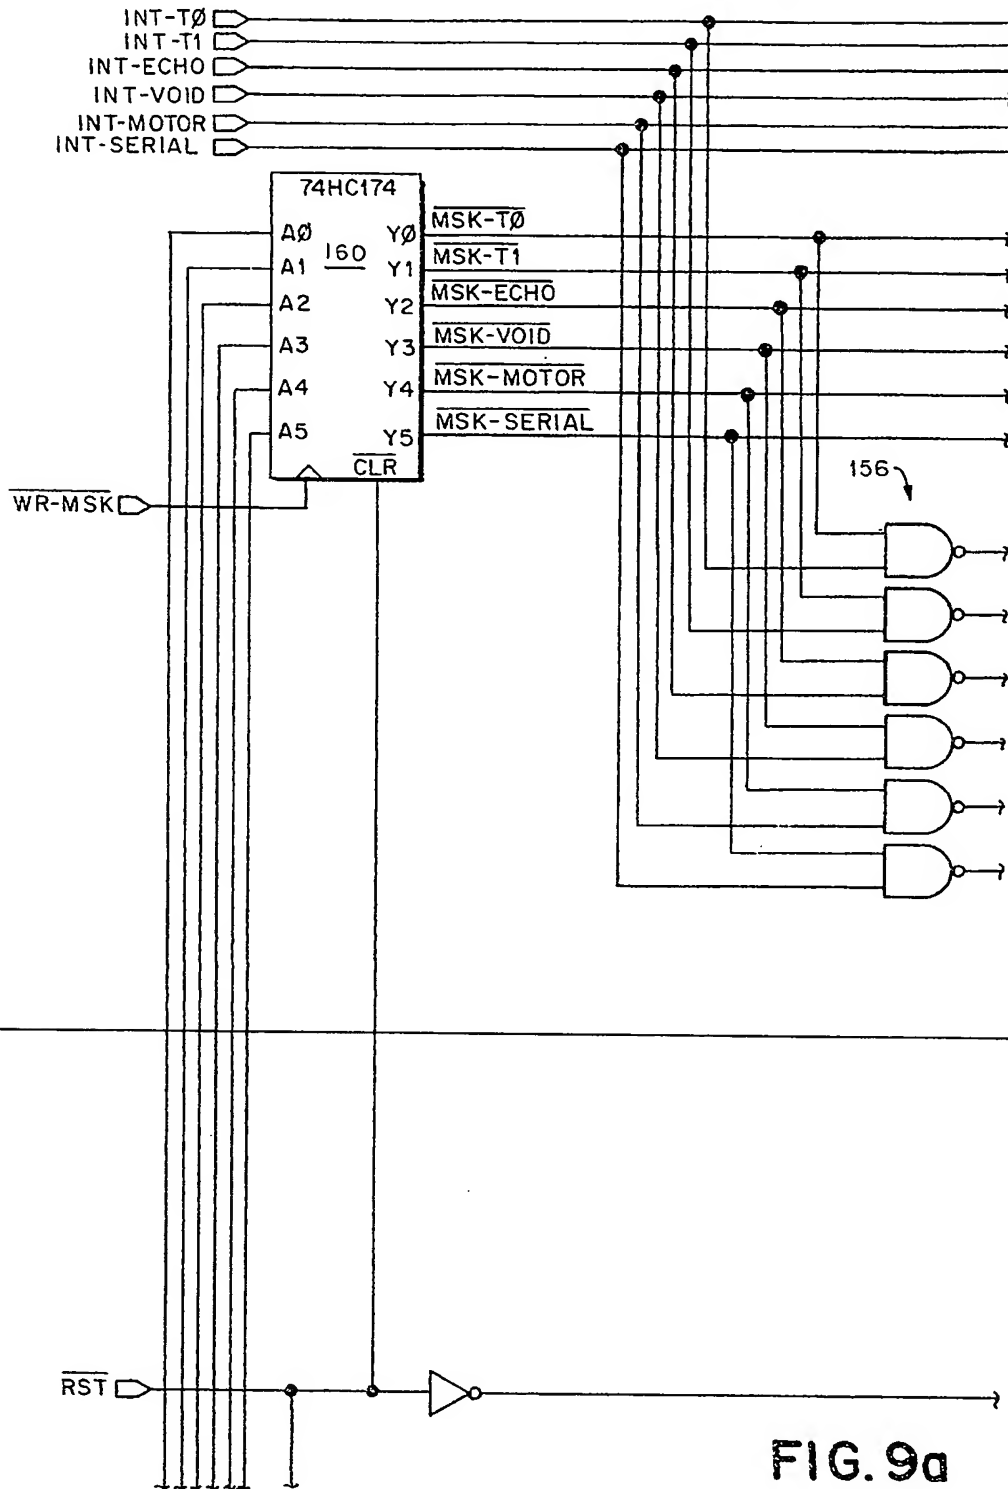 INT-TØ
INT-T1
INT-ECHO
INT-VOID
INT-MOTOR
INT-SERIAL
74HC174
AØ YØ MSK-TØ
A1 160 Y1 MSK-T1
A2 Y2 MSK-ECHO
A3 Y3 MSK-VOID
A4 Y4 MSK-MOTOR
A5 Y5 MSK-SERIAL
CLR
WR-MSK
156
RST
FIG. 9a